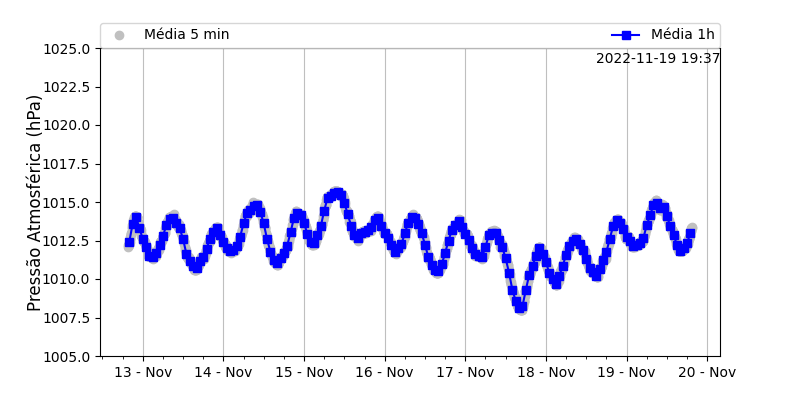 Média 5 min
Média 1h
2022-11-19 19:37
Pressão Atmosférica (hPa)
1025.0
1022.5
1020.0
1017.5
1015.0
1012.5
1010.0
1007.5
1005.0
13 - Nov
14 - Nov
15 - Nov
16 - Nov
17 - Nov
18 - Nov
19 - Nov
20 - Nov